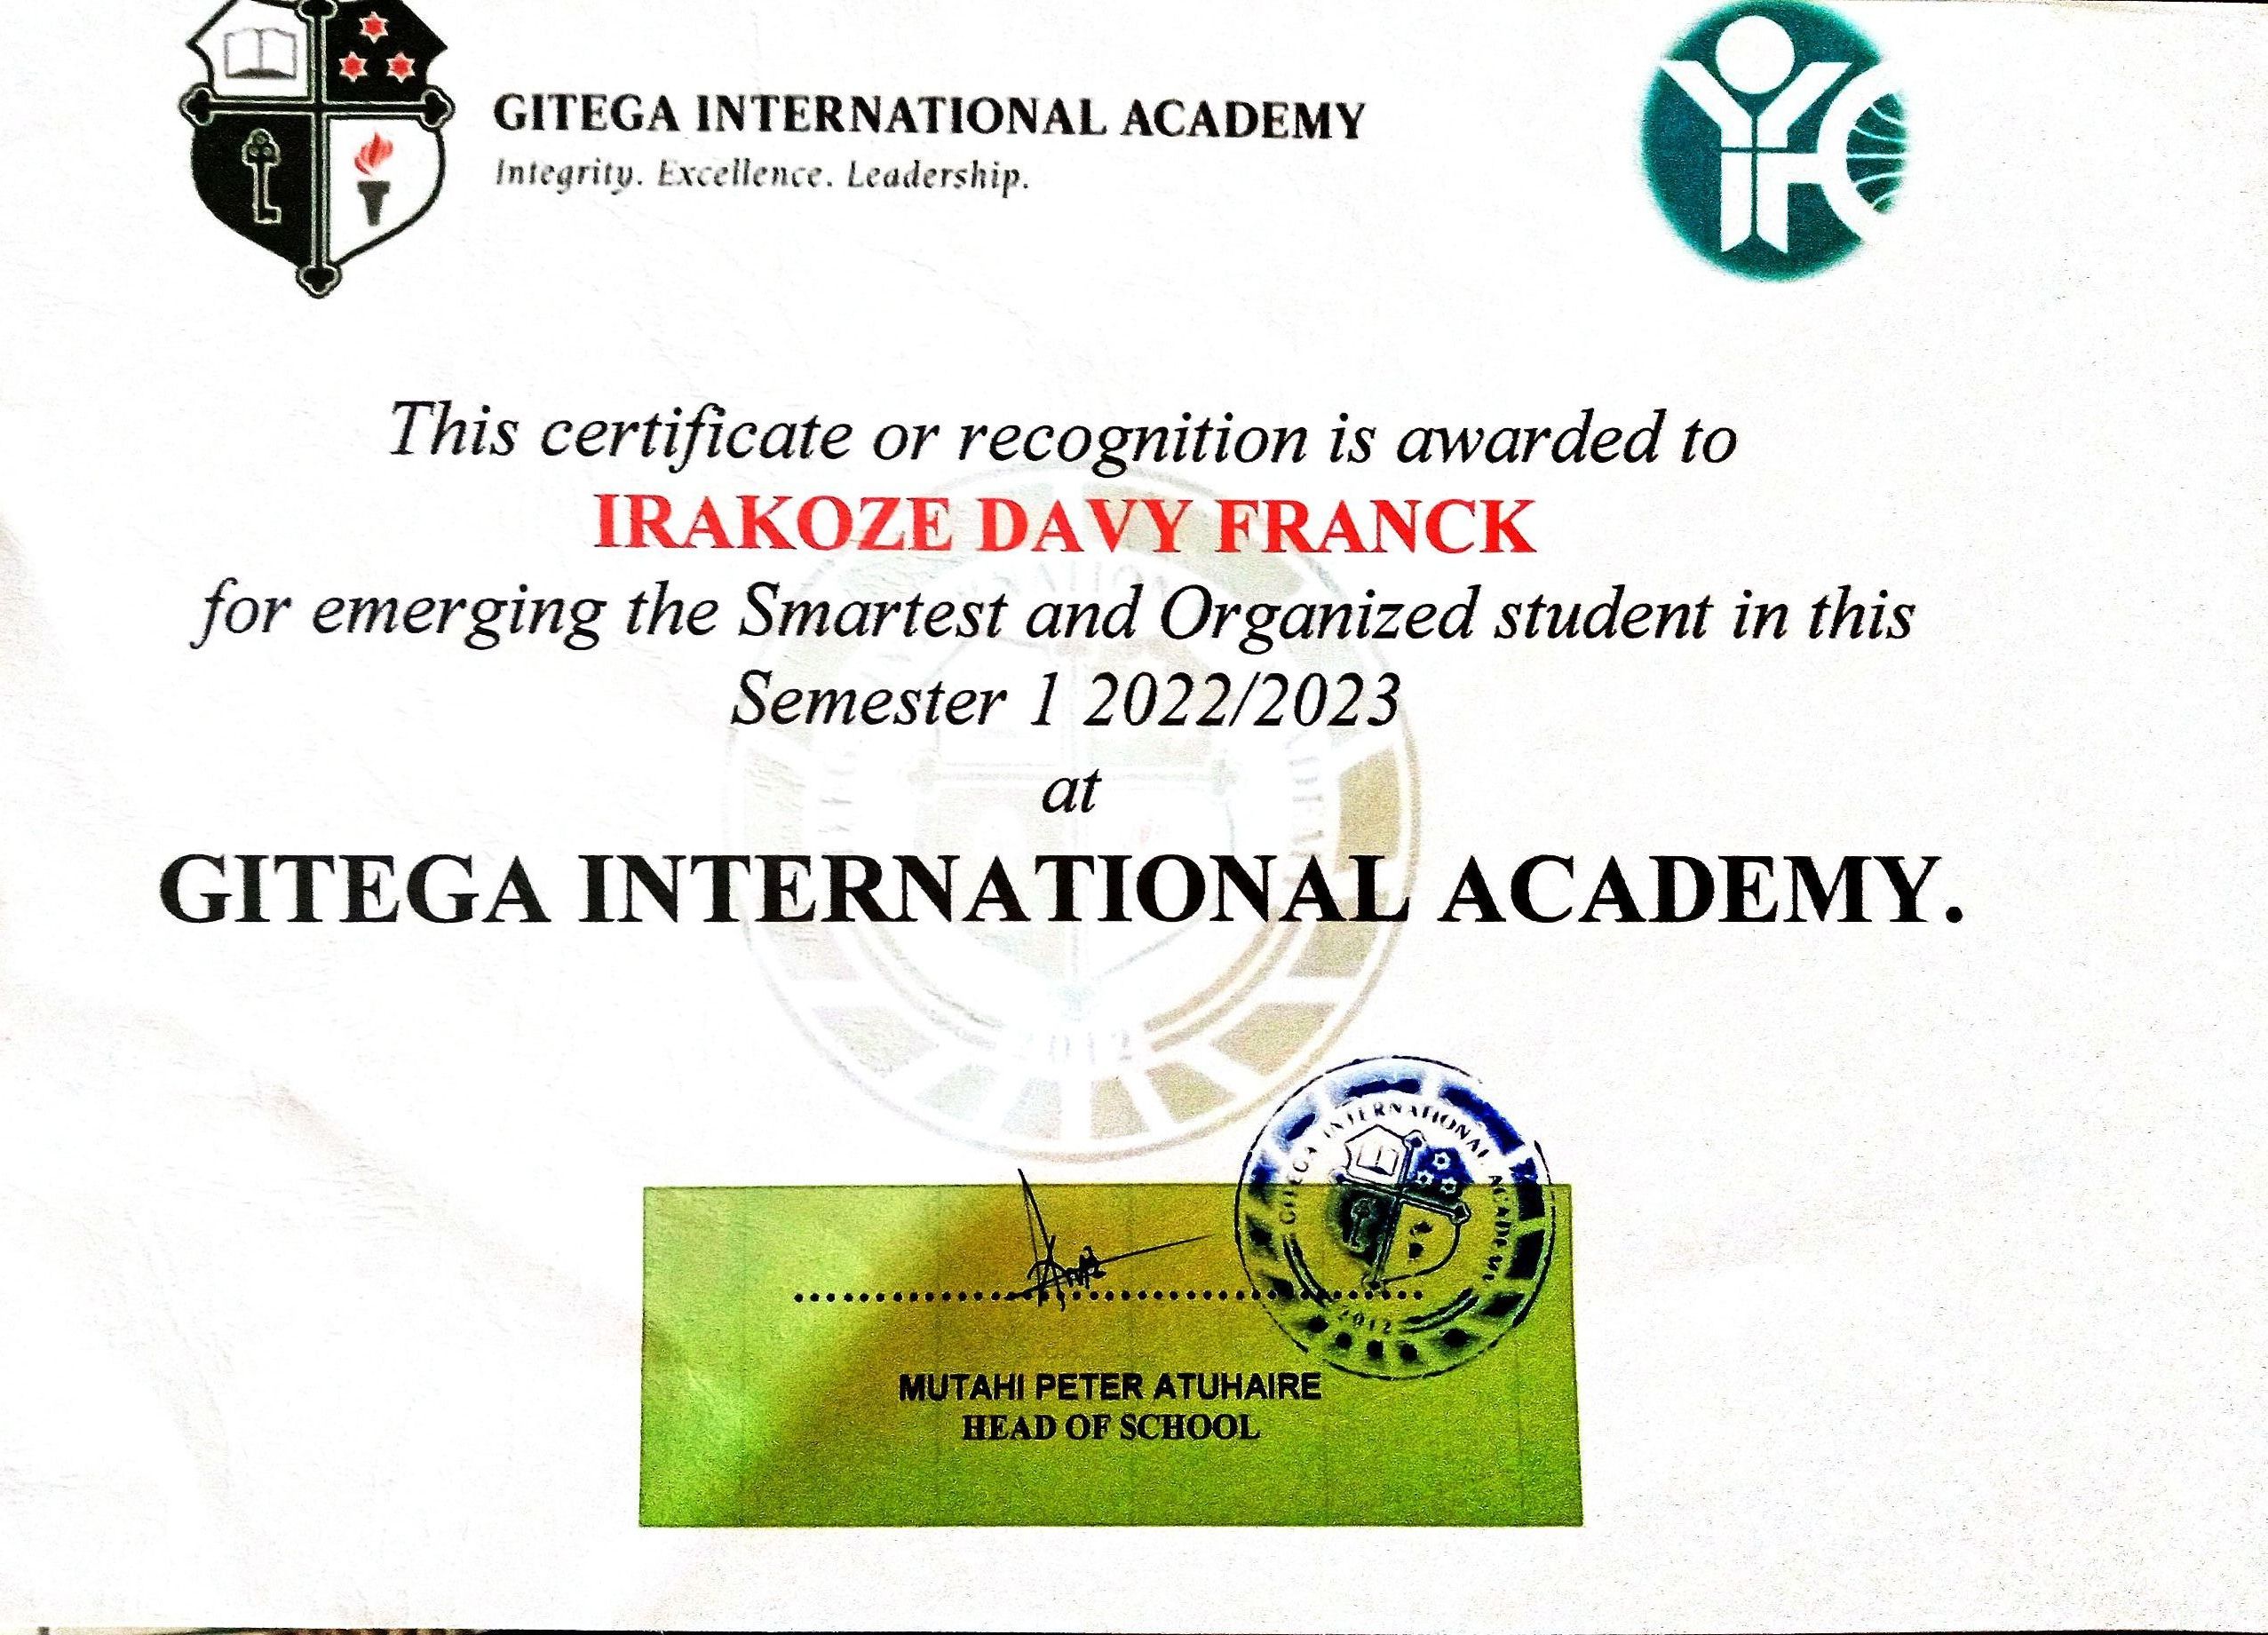 GITEGA INTERNATIONAL ACADEMY
Integrity. Excellence. Leadership.
This certificate or recognition is awarded to
IRAKOZE DAVY FRANCK
for emerging the Smartest and Organized student in this
Semester 1 2022/2023
at
GITEGA INTERNATIONAL ACADEMY.
GITEGA INTERNATIONAL ACADEMY
2012
MUTAHI PETER ATUHAIRE
HEAD OF SCHOOL